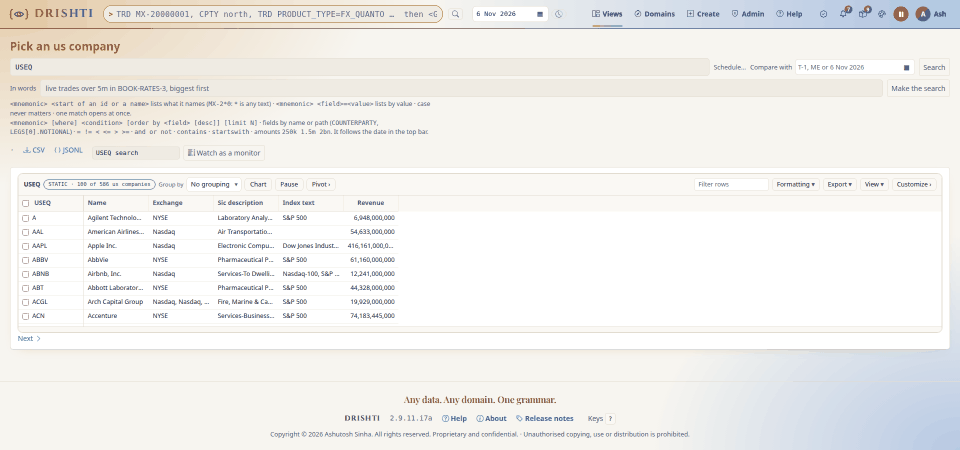 { } DRISHTI
> TRD MX-20000001, CPTY north, TRD PRODUCT_TYPE=FX_QUANTO … then <G
6 Nov 2026
Views Domains Create Admin Help
A Ash
Pick an us company
USEQ
Schedule... Compare with T-1, ME or 6 Nov 2026 Search
In words live trades over 5m in BOOK-RATES-3, biggest first Make the search
<mnemonic> <start of an id or a name> lists what it names (MX-2*0: * is any text) · <mnemonic> <field>=<value> lists by value · case
never matters · one match opens at once.
<mnemonic> [where] <condition> [order by <field> [desc]] [limit N] · fields by name or path (COUNTERPARTY,
LEGS[0].NOTIONAL) · = != < <= > >= · and or not · contains · startswith · amounts 250k 1.5m 2bn. It follows the date in the top bar.
CSV { } JSONL USEQ search Watch as a monitor
USEQ STATIC · 100 of 586 us companies Group by No grouping Chart Pause Pivot › Filter rows Formatting ▾ Export ▾ View ▾ Customize ›
USEQ Name Exchange Sic description Index text Revenue
A Agilent Technolo... NYSE Laboratory Analy... S&P 500 6,948,000,000
AAL American Airlines... Nasdaq Air Transportatio... 54,633,000,000
AAPL Apple Inc. Nasdaq Electronic Compu... Dow Jones Indust... 416,161,000,0...
ABBV AbbVie NYSE Pharmaceutical P... S&P 500 61,160,000,000
ABNB Airbnb, Inc. Nasdaq Services-To Dwelli... Nasdaq-100, S&P ... 12,241,000,000
ABT Abbott Laborator... NYSE Pharmaceutical P... S&P 500 44,328,000,000
ACGL Arch Capital Group Nasdaq, Nasdaq, ... Fire, Marine & Ca... S&P 500 19,929,000,000
ACN Accenture NYSE Services-Business... S&P 500 74,183,445,000
Next ›
Any data. Any domain. One grammar.
DRISHTI 2.9.11.17a Help About Release notes Keys ?
Copyright © 2026 Ashutosh Sinha. All rights reserved. Proprietary and confidential. · Unauthorised copying, use or distribution is prohibited.